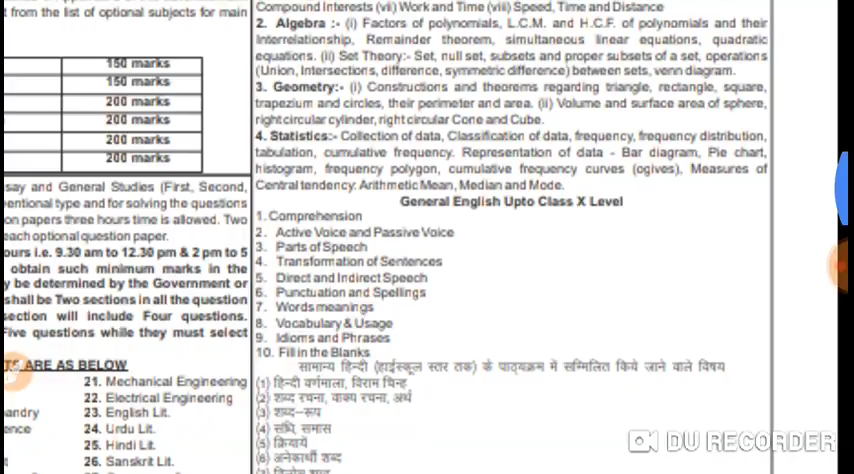 t from the list of optional subjects for main
150 marks
150 marks
200 marks
200 marks
200 marks
200 marks
say and General Studies (First, Second,
entional type and for solving the questions
on papers three hours time is allowed. Two
each optional question paper.
ours i.e. 9.30 am to 12.30 pm & 2 pm to 5
obtain such minimum marks in the
y be determined by the Government or
shall be Two sections in all the question
section will include Four questions.
Five questions while they must select
TS ARE AS BELOW
21. Mechanical Engineering
22. Electrical Engineering
andry 23. English Lit.
ence 24. Urdu Lit.
25. Hindi Lit.
26. Sanskrit Lit.
Compound Interests (vii) Work and Time (viii) Speed, Time and Distance
2. Algebra :- (i) Factors of polynomials, L.C.M. and H.C.F. of polynomials and their
Interrelationship, Remainder theorem, simultaneous linear equations, quadratic
equations. (ii) Set Theory:- Set, null set, subsets and proper subsets of a set, operations
(Union, Intersections, difference, symmetric difference) between sets, venn diagram.
3. Geometry:- (i) Constructions and theorems regarding triangle, rectangle, square,
trapezium and circles, their perimeter and area. (ii) Volume and surface area of sphere,
right circular cylinder, right circular Cone and Cube.
4. Statistics:- Collection of data, Classification of data, frequency, frequency distribution,
tabulation, cumulative frequency. Representation of data - Bar diagram, Pie chart,
histogram, frequency polygon, cumulative frequency curves (ogives), Measures of
Central tendency: Arithmetic Mean, Median and Mode.
General English Upto Class X Level
1. Comprehension
2. Active Voice and Passive Voice
3. Parts of Speech
4. Transformation of Sentences
5. Direct and Indirect Speech
6. Punctuation and Spellings
7. Words meanings
8. Vocabulary & Usage
9. Idioms and Phrases
10. Fill in the Blanks
सामान्य हिन्दी (हाईस्कूल स्तर तक) के पाठ्यक्रम में सम्मिलित किये जाने वाले विषय
(1) हिन्दी वर्णमाला, विराम चिन्ह
(2) शब्द रचना, वाक्य रचना, अर्थ
(3) शब्द-रूप
(4) संधि, समास
(5) क्रियायें
(6) अनेकार्थी शब्द
DU RECORDER